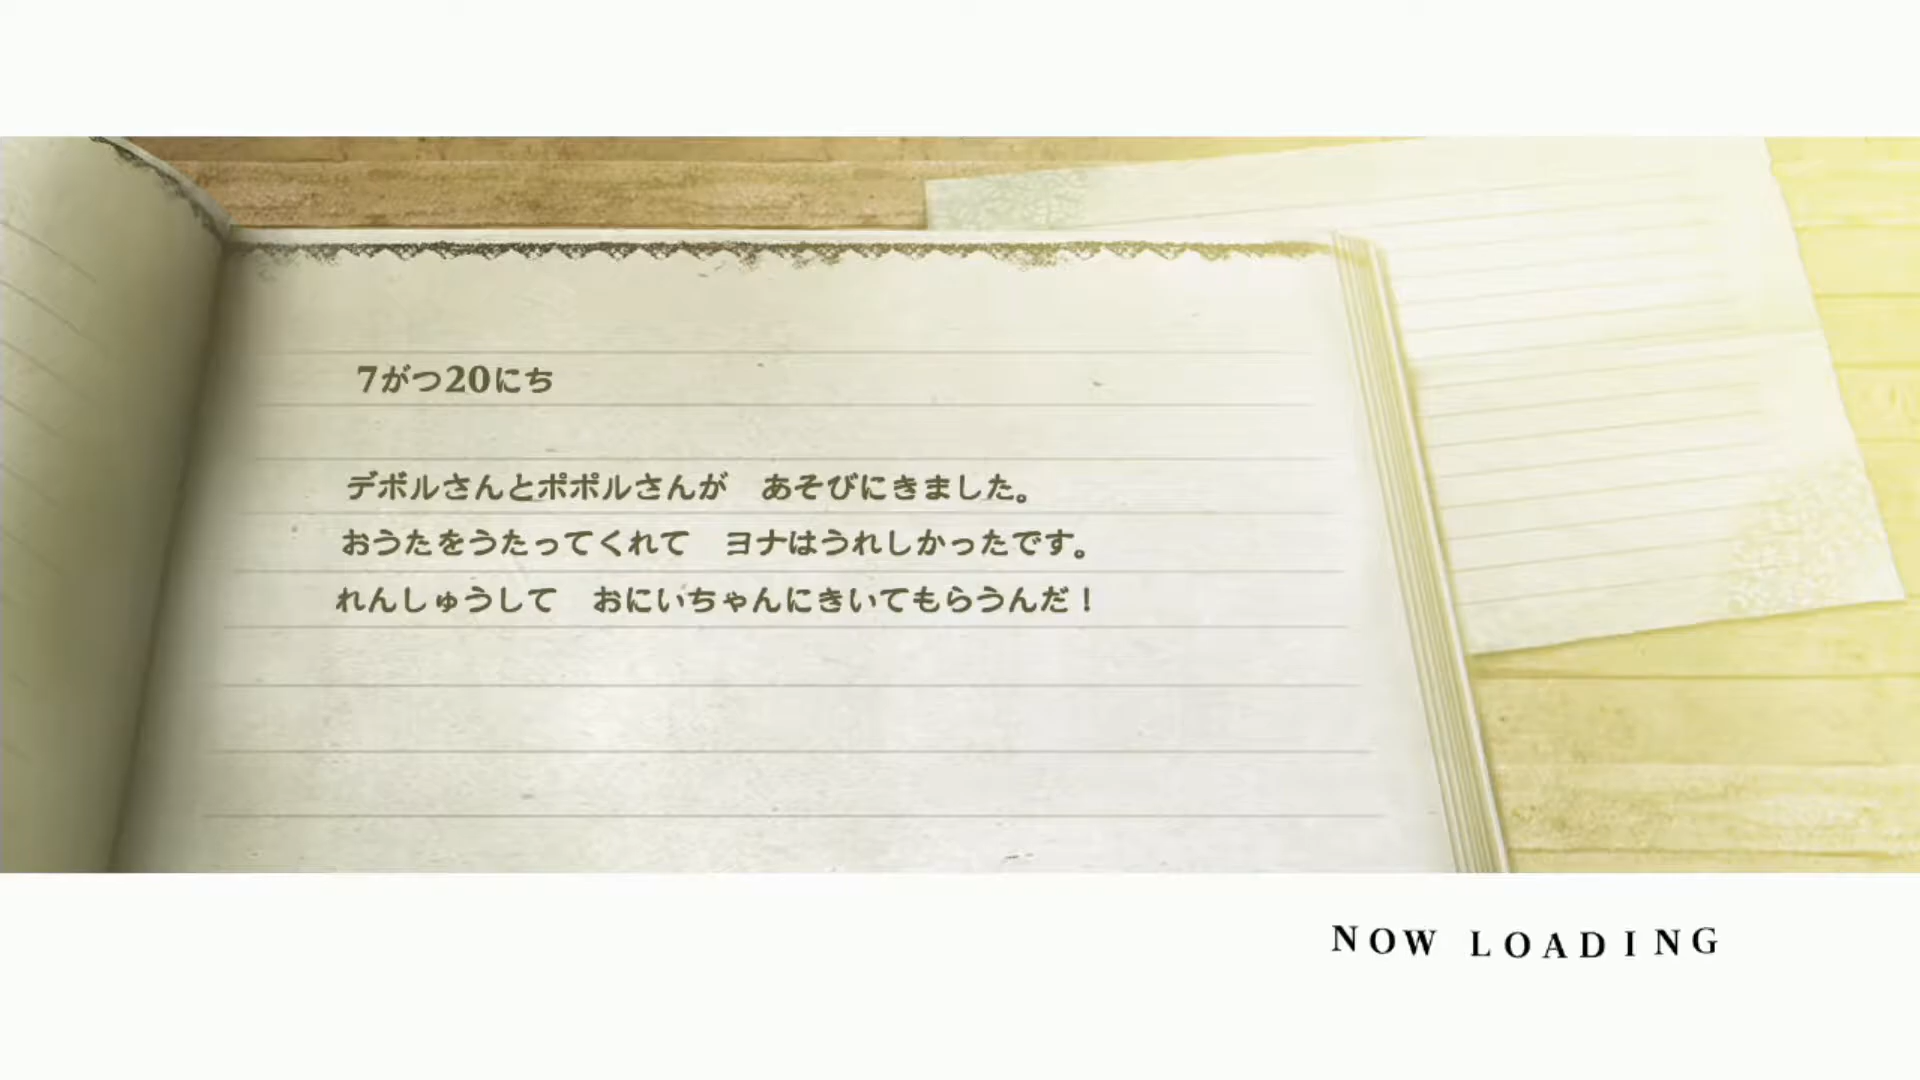 7がつ20にち
デボルさんとポポルさんが　あそびにきました。
おうたをうたってくれて　ヨナはうれしかったです。
れんしゅうして　おにいちゃんにきいてもらうんだ！
NOW LOADING